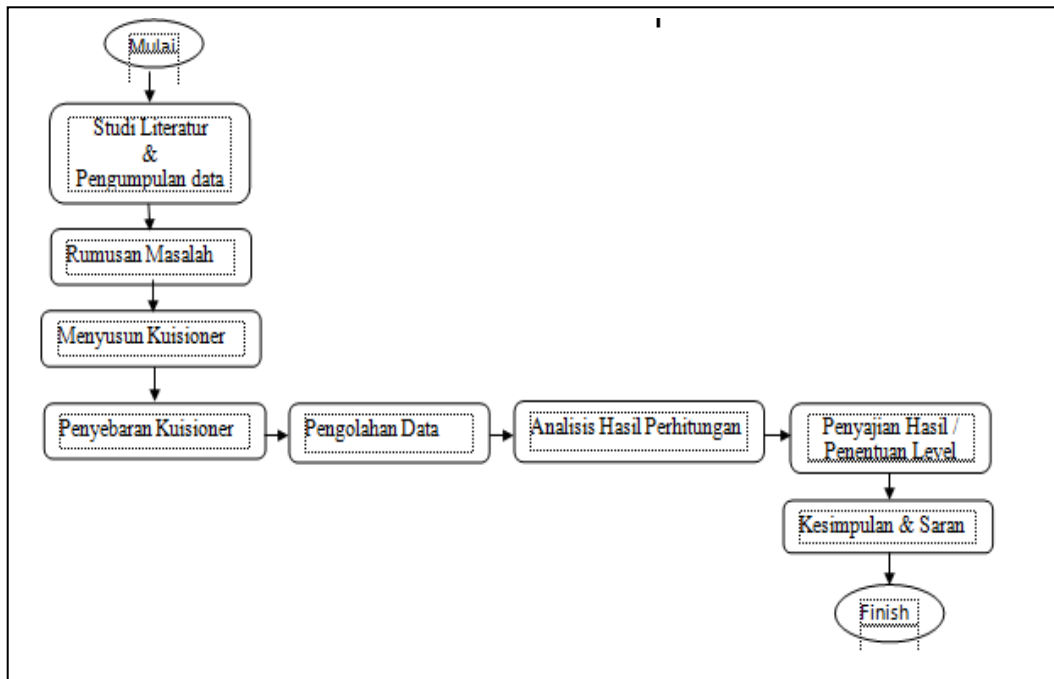 Mulai
Studi Literatur
&
Pengumpulan data
Rumusan Masalah
Menyusun Kuisioner
Penyebaran Kuisioner
Pengolahan Data
Analisis Hasil Perhitungan
Penyajian Hasil /
Penentuan Level
Kesimpulan & Saran
Finish